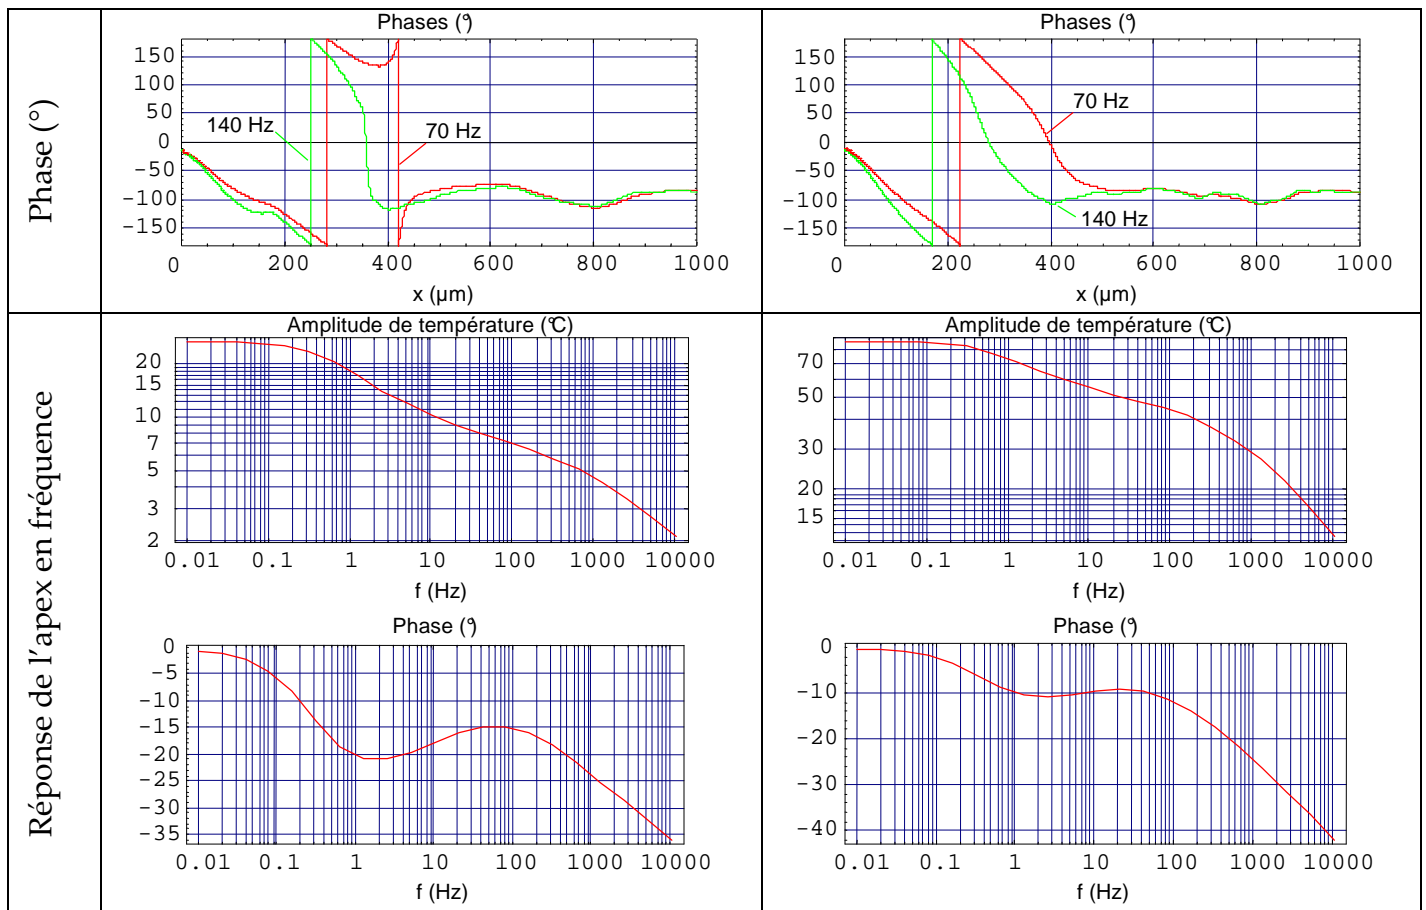 Phase (°)
Phases (°)
150
100
50
0
-50
-100
-150
140 Hz
70 Hz
0 200 400 600 800 1000
x (µm)
Phases (°)
150
100
50
0
-50
-100
-150
70 Hz
140 Hz
0 200 400 600 800 1000
x (µm)
Réponse de l'apex en fréquence
Amplitude de température (°C)
20
15
10
7
5
3
2
0.01 0.1 1 10 100 1000 10000
f (Hz)
Amplitude de température (°C)
70
50
30
20
15
0.01 0.1 1 10 100 1000 10000
f (Hz)
Phase (°)
0
-5
-10
-15
-20
-25
-30
-35
0.01 0.1 1 10 100 1000 10000
f (Hz)
Phase (°)
0
-10
-20
-30
-40
0.01 0.1 1 10 100 1000 10000
f (Hz)